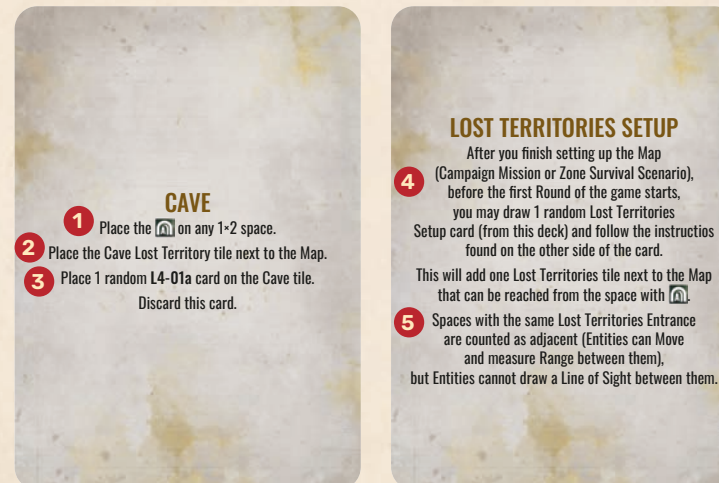 CAVE
1 Place the on any 1×2 space.
2 Place the Cave Lost Territory tile next to the Map.
3 Place 1 random L4-01a card on the Cave tile.
Discard this card.
LOST TERRITORIES SETUP
After you finish setting up the Map
4 (Campaign Mission or Zone Survival Scenario),
before the first Round of the game starts,
you may draw 1 random Lost Territories
Setup card (from this deck) and follow the instructios
found on the other side of the card.
This will add one Lost Territories tile next to the Map
that can be reached from the space with .
5 Spaces with the same Lost Territories Entrance
are counted as adjacent (Entities can Move
and measure Range between them),
but Entities cannot draw a Line of Sight between them.